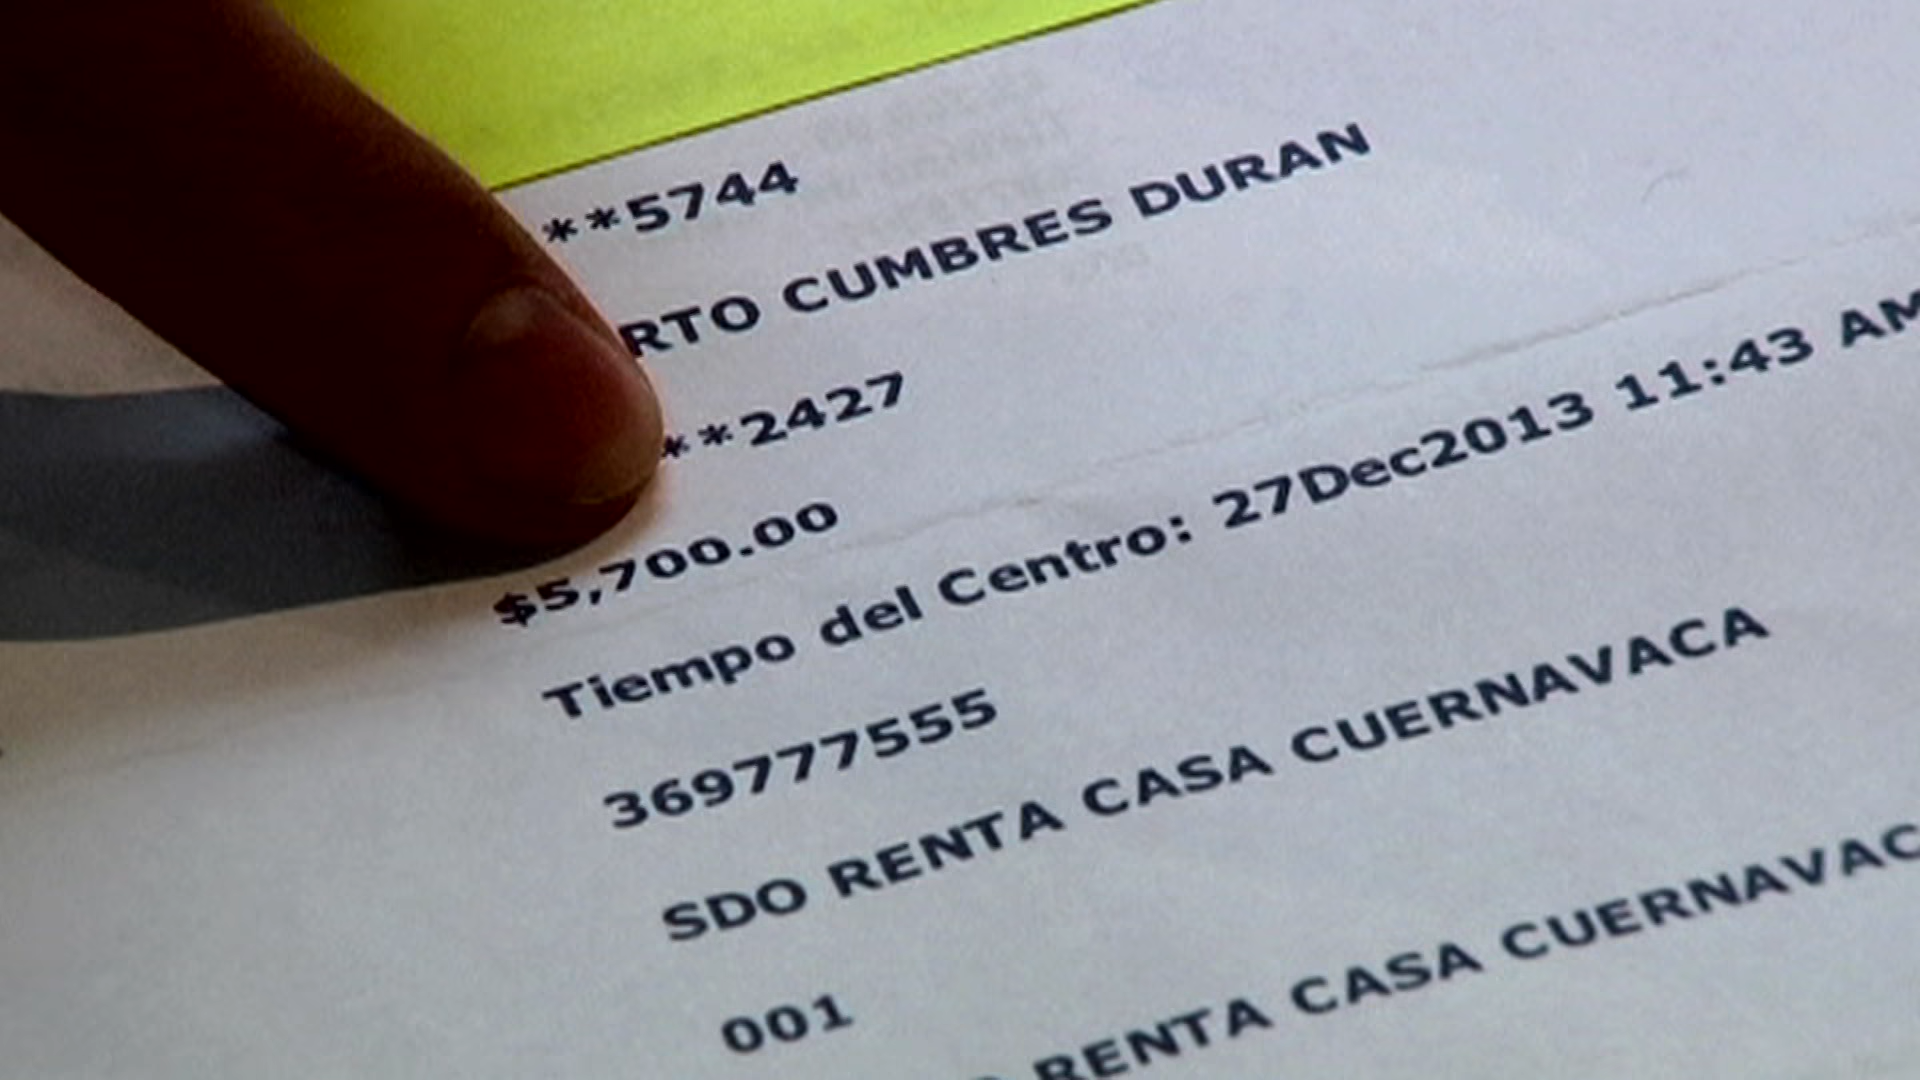 **5744
RTO CUMBRES DURAN
**2427
$5,700.00
Tiempo del Centro: 27Dec2013 11:43 AM
369777555
SDO RENTA CASA CUERNAVACA
001
RENTA CASA CUERNAVAC